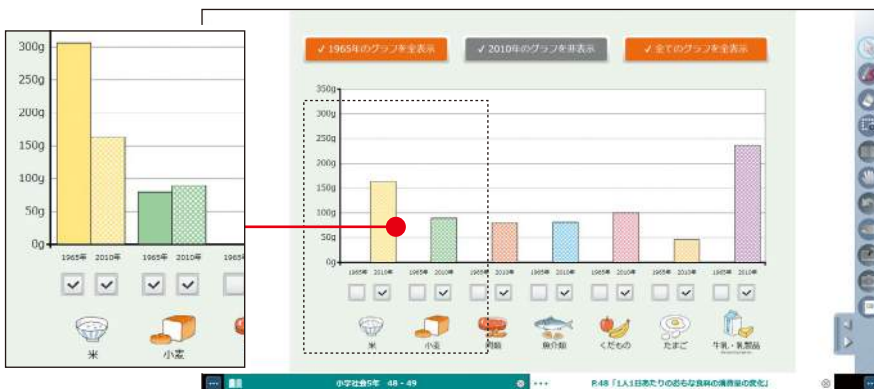 300g
250g
200g
150g
100g
50g
0g
1965年 2010年 1965年 2010年
米 小麦
✓ 1965年のグラフを全表示 ✓ 2010年のグラフを非表示 ✓ 全てのグラフを全表示
350g
300g
250g
200g
150g
100g
50g
0g
1965年 2010年 1965年 2010年 1965年 2010年 1965年 2010年 1965年 2010年 1965年 2010年 1965年 2010年
米 小麦 肉類 魚介類 くだもの たまご 牛乳・乳製品
小学社会5年 48 - 49 P.48「1人1日あたりのおもな食料の消費量の変化」